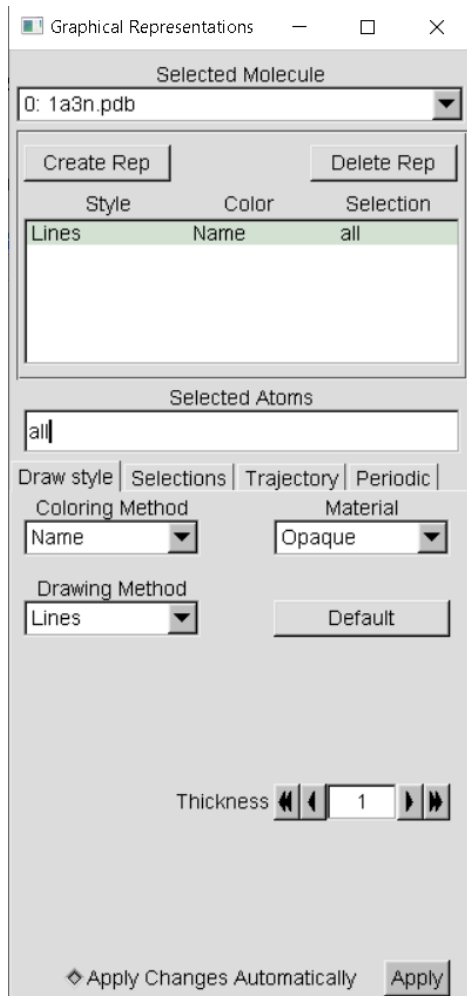 Graphical Representations
Selected Molecule
0: 1a3n.pdb
Create Rep Delete Rep
Style Color Selection
Lines Name all
Selected Atoms
all
Draw style Selections Trajectory Periodic
Coloring Method Material
Name Opaque
Drawing Method
Lines Default
Thickness 1
Apply Changes Automatically Apply